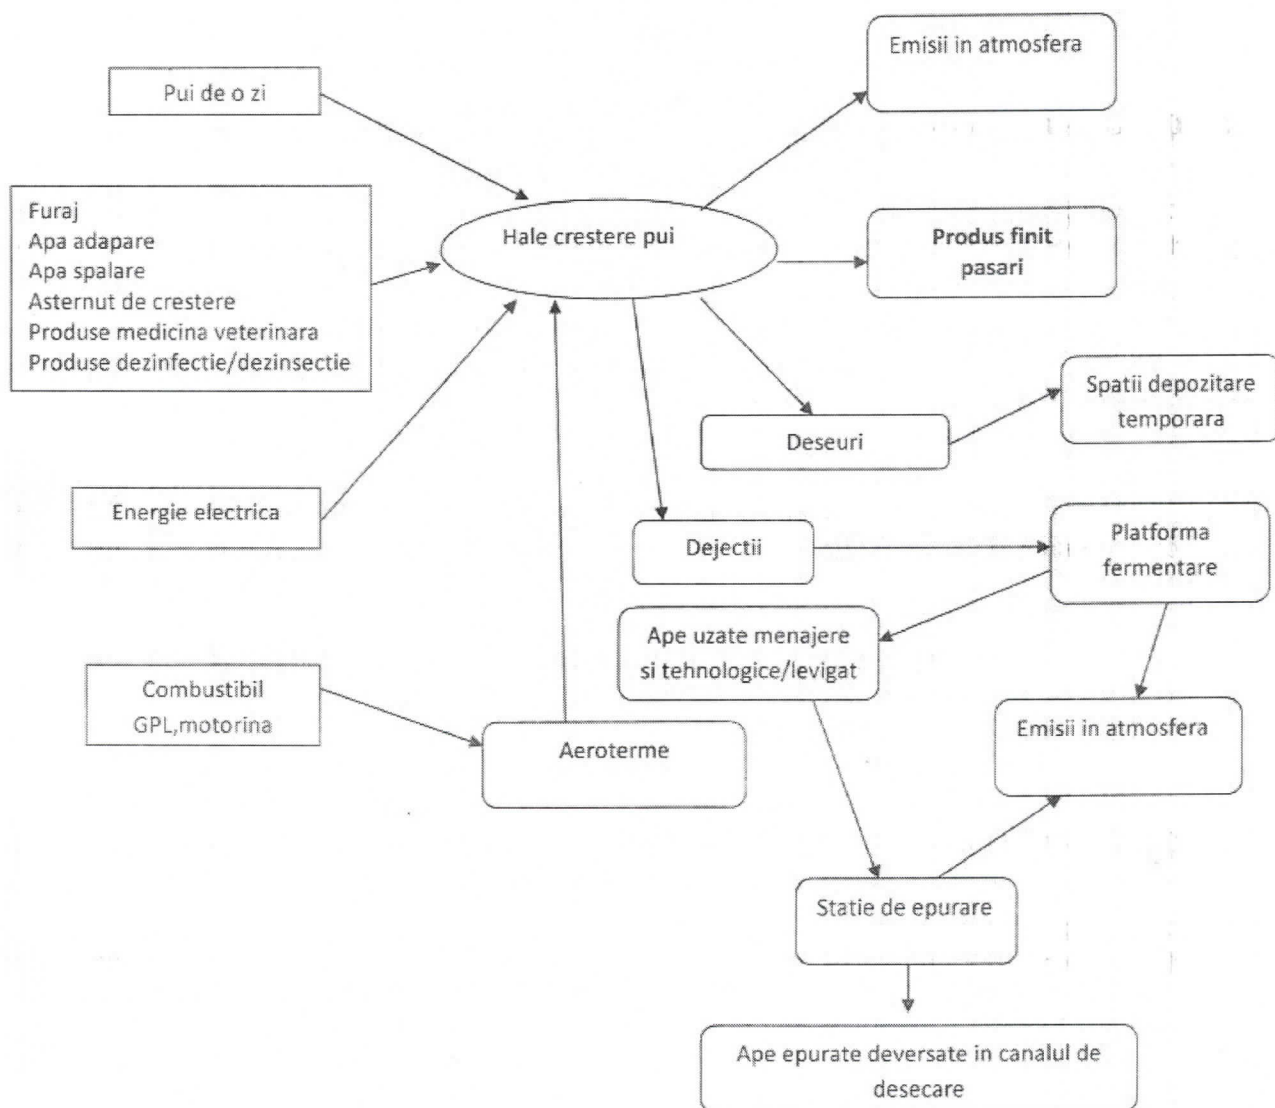 Emisii in atmosfera
Pui de o zi
Furaj
Apa adapare
Apa spalare
Asternut de crestere
Produse medicina veterinara
Produse dezinfectie/dezinsectie
Hale crestere pui
Produs finit
pasari
Spatii depozitare
temporara
Deseuri
Energie electrica
Dejectii
Platforma
fermentare
Ape uzate menajere
si tehnologice/levigat
Combustibil
GPL,motorina
Aeroterme
Emisii in atmosfera
Statie de epurare
Ape epurate deversate in canalul de
desecare